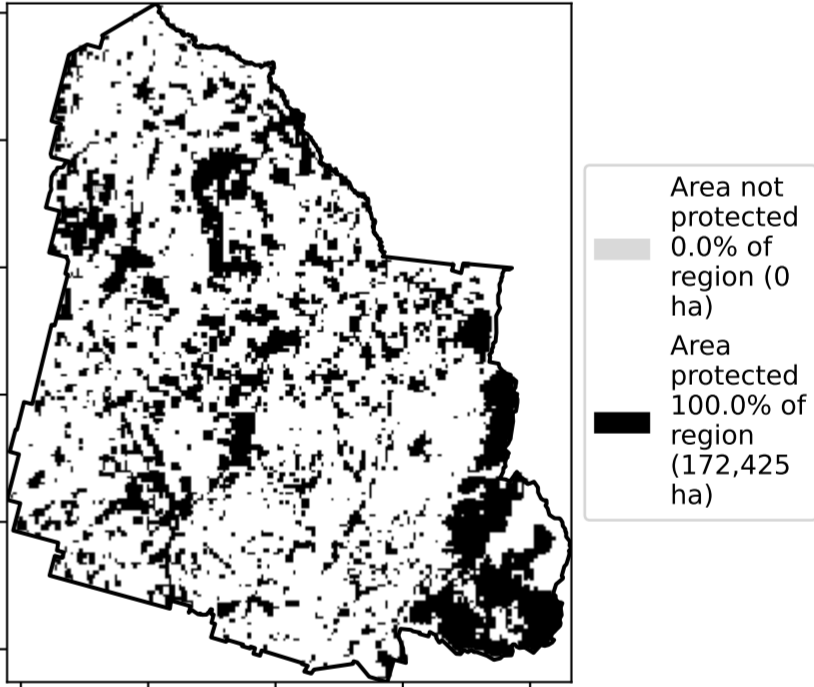 Area not
protected
0.0% of
region (0
ha)
Area
protected
100.0% of
region
(172,425
ha)